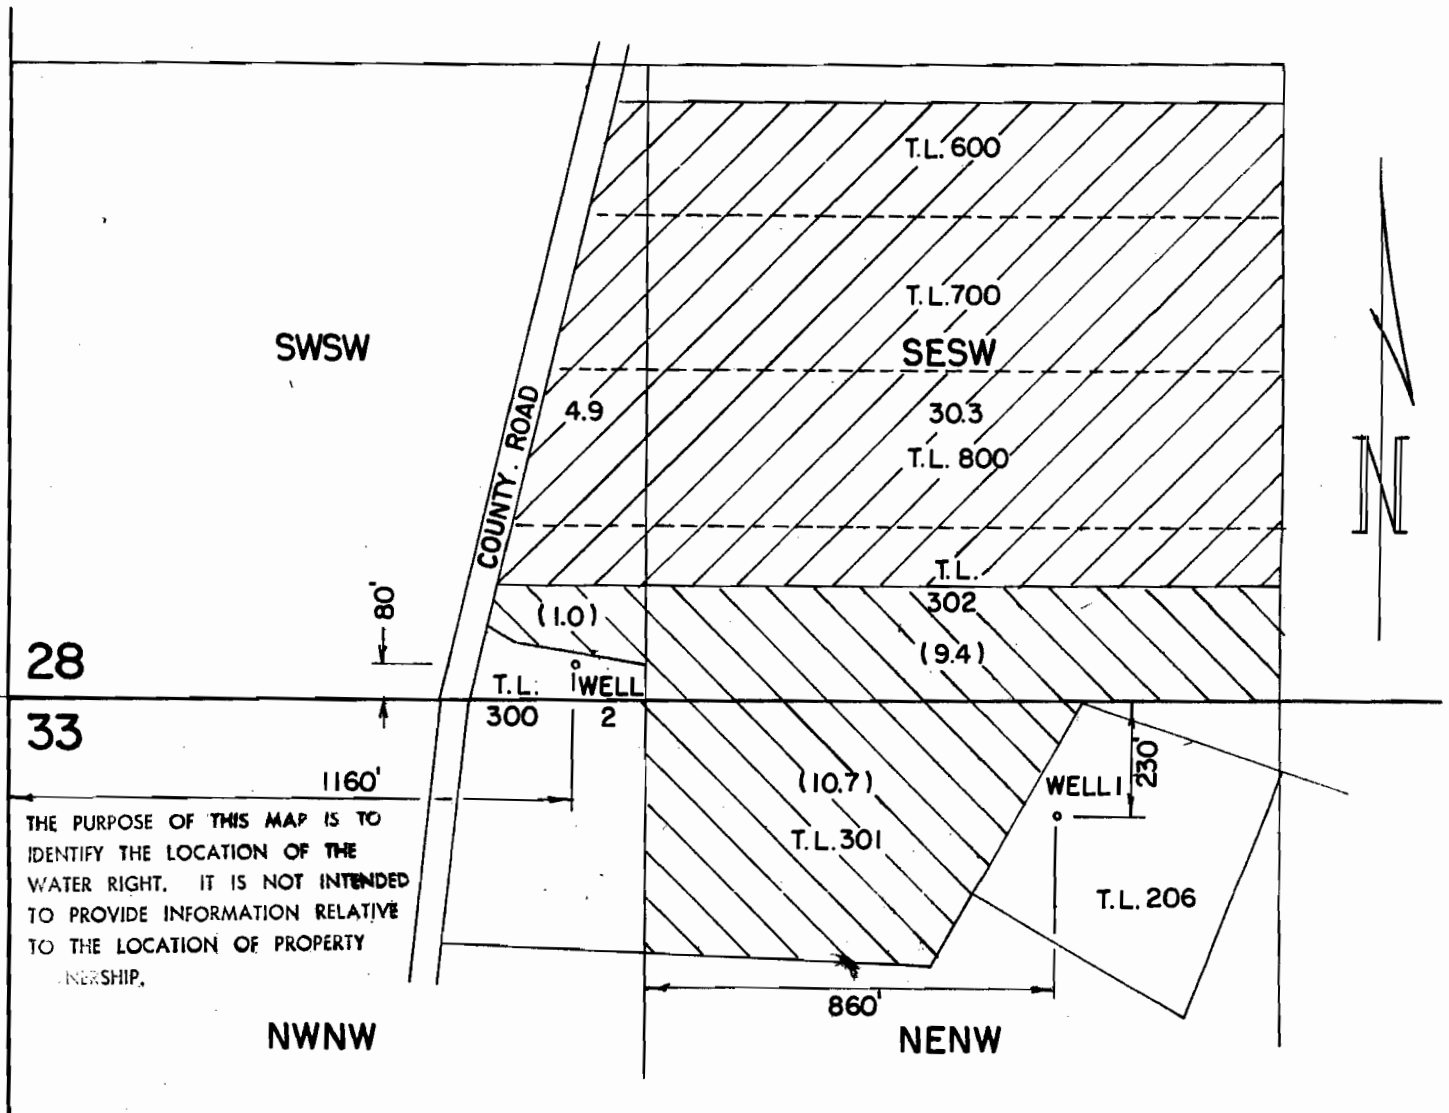 T.L. 600
T.L. 700
SWSW
SESW
COUNTY. ROAD
4.9
30.3
T.L. 800
N
T.L.
302
80'
(1.0)
(9.4)
28
T.L.
300
WELL
2
33
1160'
(10.7)
T.L. 301
WELL 1
230'
T.L. 206
THE PURPOSE OF THIS MAP IS TO
IDENTIFY THE LOCATION OF THE
WATER RIGHT. IT IS NOT INTENDED
TO PROVIDE INFORMATION RELATIVE
TO THE LOCATION OF PROPERTY
NERSHIP.
860'
NWNW
NENW